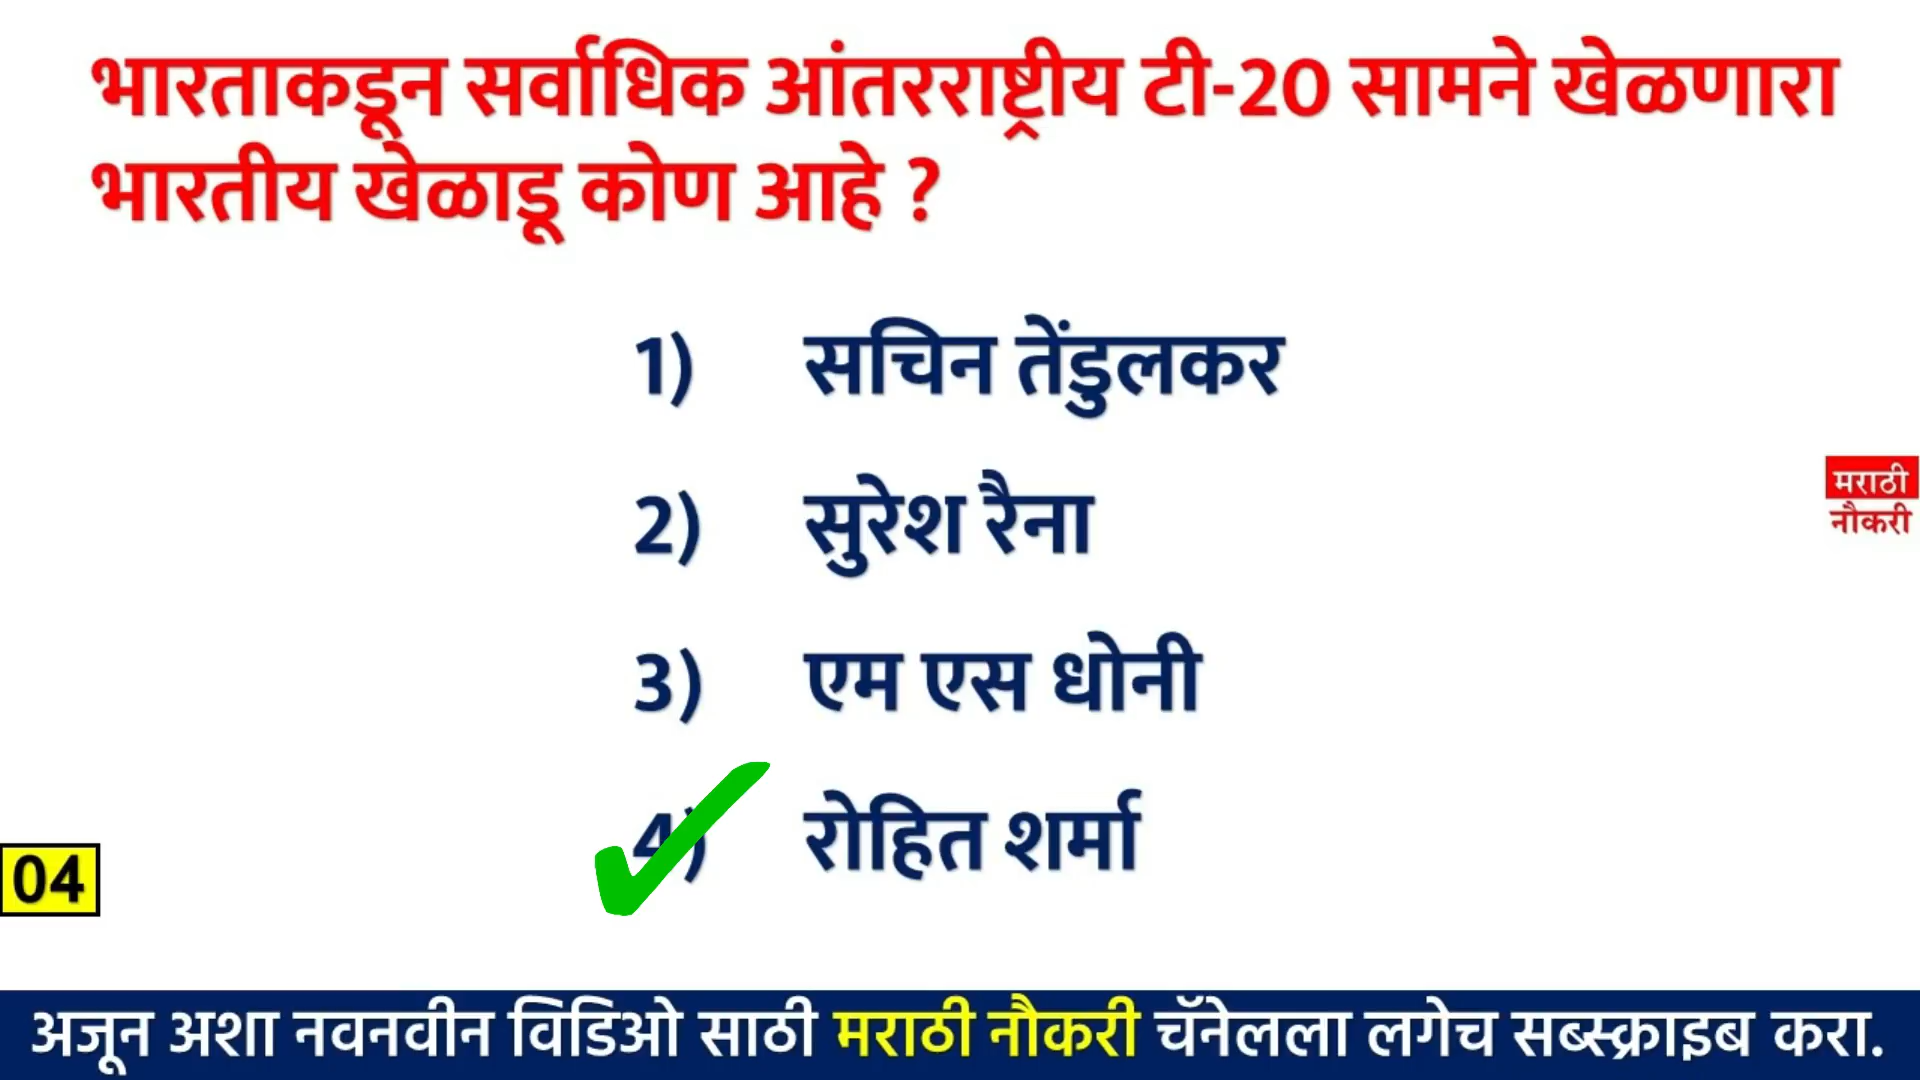 भारताकडून सर्वाधिक आंतरराष्ट्रीय टी-20 सामने खेळणारा
भारतीय खेळाडू कोण आहे ?
1) सचिन तेंडुलकर
2) सुरेश रैना
मराठी
नौकरी
3) एम एस धोनी
4) रोहित शर्मा
04
अजून अशा नवनवीन विडिओ साठी मराठी नौकरी चॅनेलला लगेच सब्स्क्राइब करा.